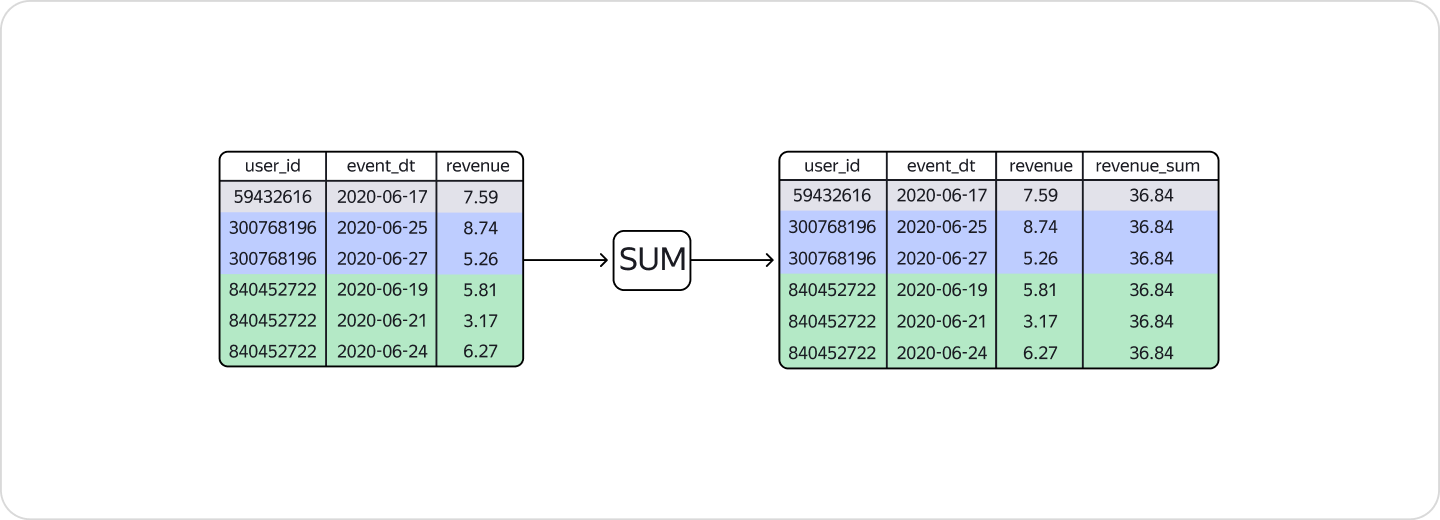 user_id event_dt revenue
59432616 2020-06-17 7.59
300768196 2020-06-25 8.74
300768196 2020-06-27 5.26
840452722 2020-06-19 5.81
840452722 2020-06-21 3.17
840452722 2020-06-24 6.27
SUM
user_id event_dt revenue revenue_sum
59432616 2020-06-17 7.59 36.84
300768196 2020-06-25 8.74 36.84
300768196 2020-06-27 5.26 36.84
840452722 2020-06-19 5.81 36.84
840452722 2020-06-21 3.17 36.84
840452722 2020-06-24 6.27 36.84